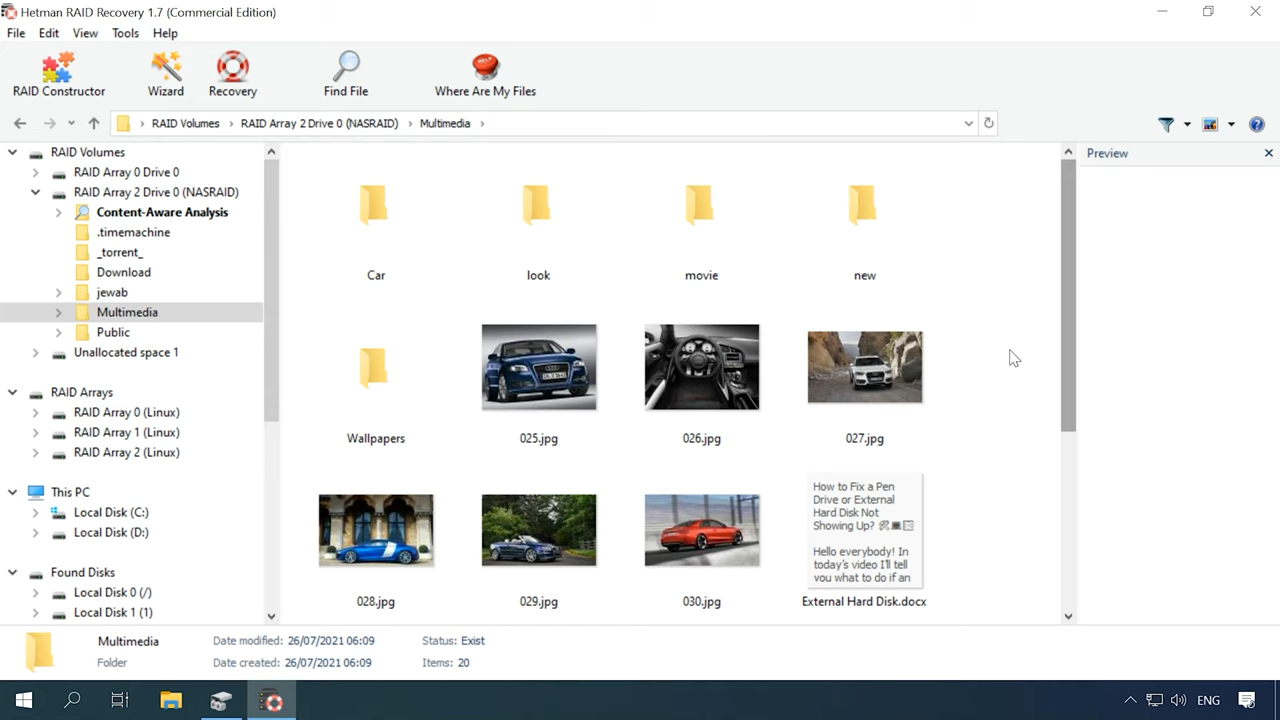 Hetman RAID Recovery 1.7 (Commercial Edition)
File Edit View Tools Help
RAID Constructor Wizard Recovery Find File Where Are My Files
RAID Volumes RAID Array 2 Drive 0 (NASRAID) Multimedia
RAID Volumes
RAID Array 0 Drive 0
RAID Array 2 Drive 0 (NASRAID)
Content-Aware Analysis
.timemachine
_torrent_
Download
jewab
Multimedia
Public
Unallocated space 1
RAID Arrays
RAID Array 0 (Linux)
RAID Array 1 (Linux)
RAID Array 2 (Linux)
This PC
Local Disk (C:)
Local Disk (D:)
Found Disks
Local Disk 0 (/)
Local Disk 1 (1)
Car look movie new
Wallpapers 025.jpg 026.jpg 027.jpg
How to Fix a Pen
Drive or External
Hard Disk Not
Showing Up?
Hello everybody! In
today's video I'll tell
you what to do if an
028.jpg 029.jpg 030.jpg External Hard Disk.docx
Preview
Multimedia Date modified: 26/07/2021 06:09 Status: Exist
Folder Date created: 26/07/2021 06:09 Items: 20
ENG